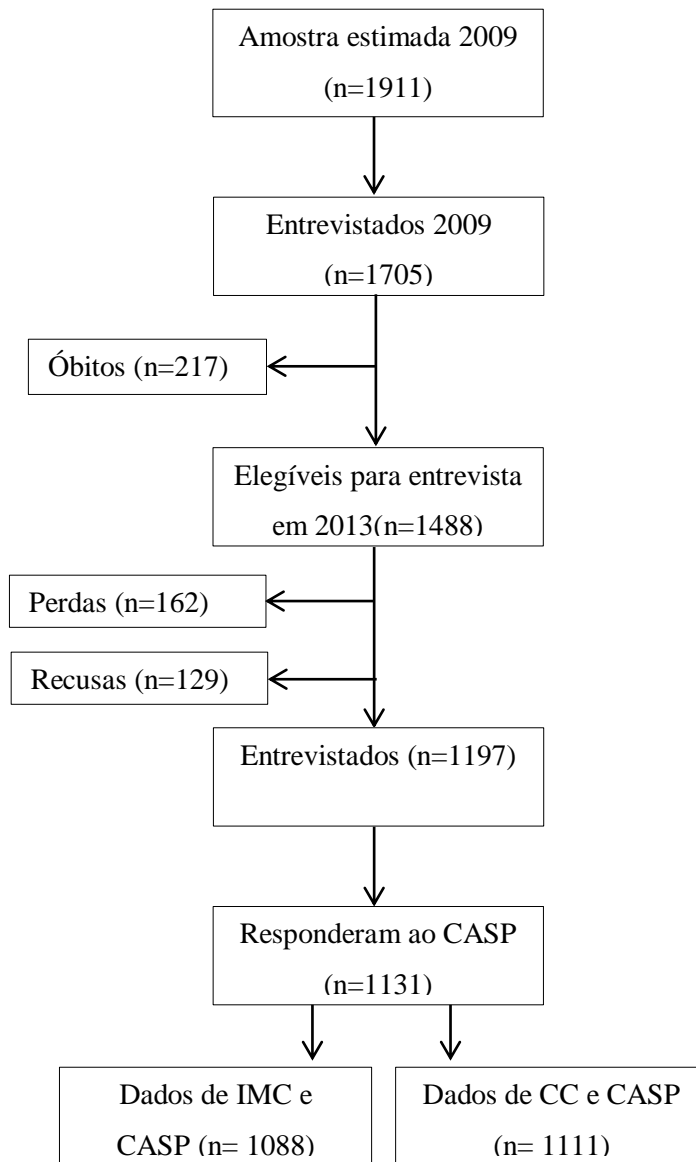 Amostra estimada 2009
(n=1911)
Entrevistados 2009
(n=1705)
Óbitos (n=217)
Elegíveis para entrevista
em 2013(n=1488)
Perdas (n=162)
Recusas (n=129)
Entrevistados (n=1197)
Responderam ao CASP
(n=1131)
Dados de IMC e
CASP (n= 1088)
Dados de CC e CASP
(n= 1111)